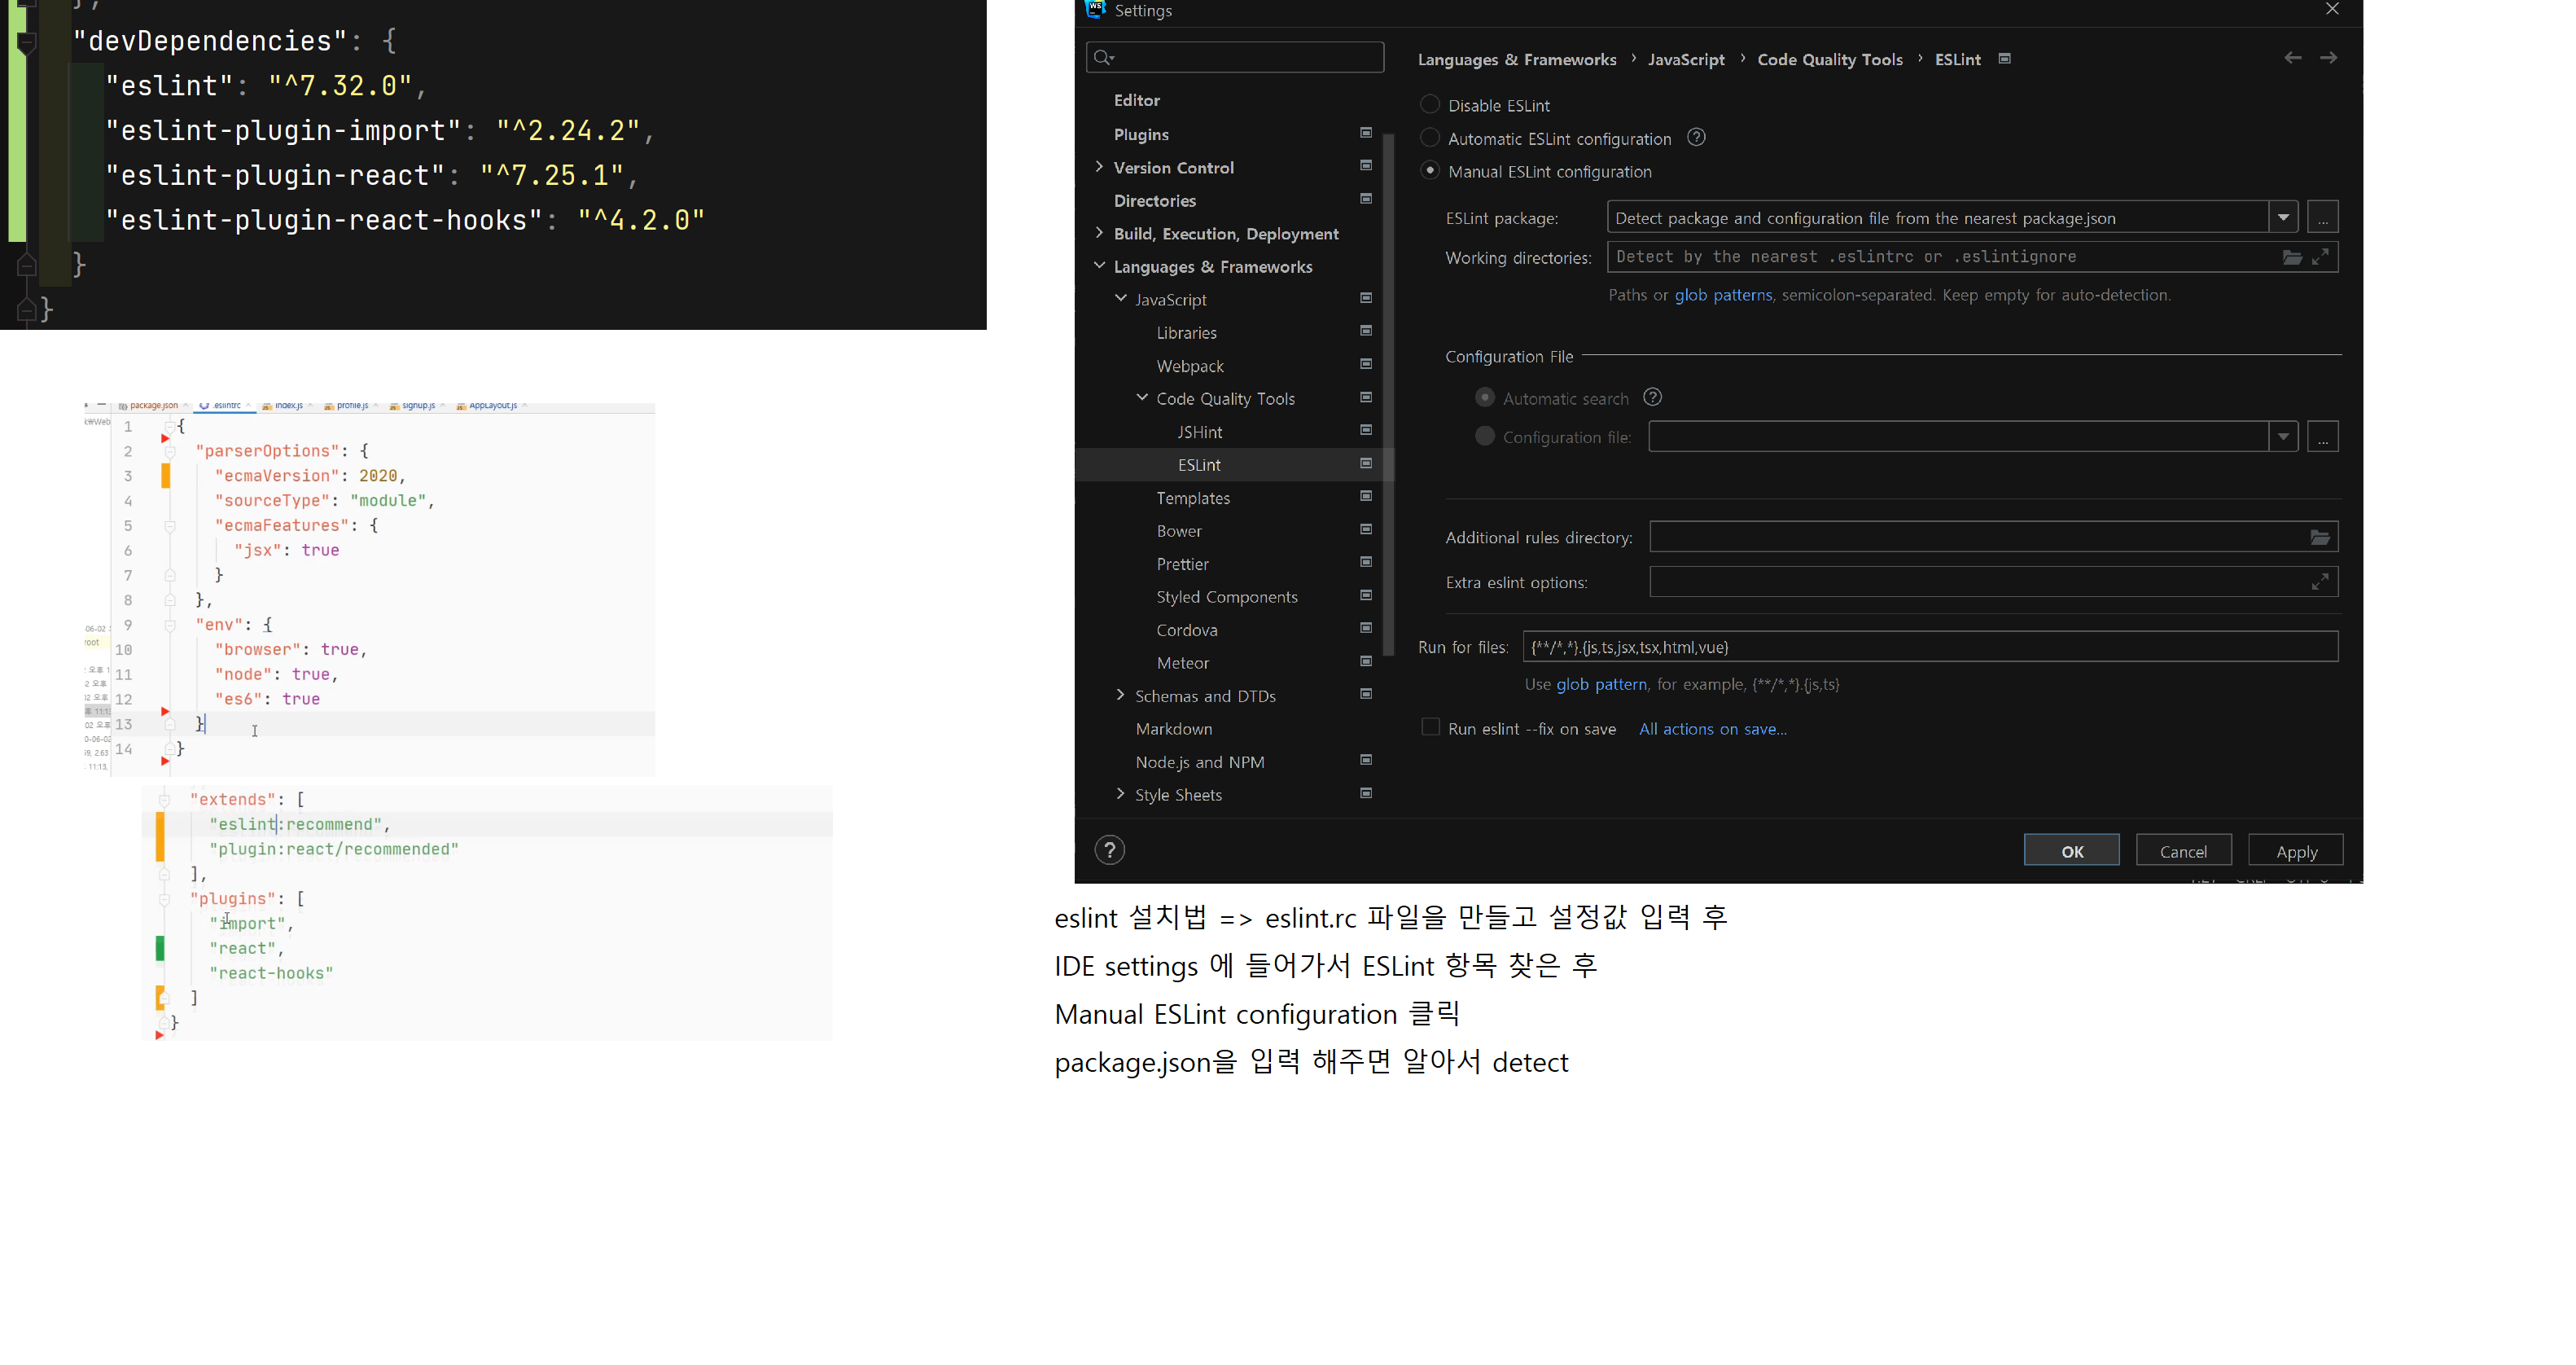 },
"devDependencies": {
"eslint": "^7.32.0",
"eslint-plugin-import": "^2.24.2",
"eslint-plugin-react": "^7.25.1",
"eslint-plugin-react-hooks": "^4.2.0"
}
}
package.json .eslintrc index.js profile.js signup.js AppLayout.js
1 {
2 "parserOptions": {
3 "ecmaVersion": 2020,
4 "sourceType": "module",
5 "ecmaFeatures": {
6 "jsx": true
7 }
8 },
9 "env": {
10 "browser": true,
11 "node": true,
12 "es6": true
13 }
14 }
"extends": [
"eslint:recommend",
"plugin:react/recommended"
],
"plugins": [
"import",
"react",
"react-hooks"
]
}
WS Settings
Editor
Plugins
Version Control
Directories
Build, Execution, Deployment
Languages & Frameworks
JavaScript
Libraries
Webpack
Code Quality Tools
JSHint
ESLint
Templates
Bower
Prettier
Styled Components
Cordova
Meteor
Schemas and DTDs
Markdown
Node.js and NPM
Style Sheets
?
Languages & Frameworks › JavaScript › Code Quality Tools › ESLint
Disable ESLint
Automatic ESLint configuration ?
Manual ESLint configuration
ESLint package: Detect package and configuration file from the nearest package.json ...
Working directories: Detect by the nearest .eslintrc or .eslintignore
Paths or glob patterns, semicolon-separated. Keep empty for auto-detection.
Configuration File
Automatic search ?
Configuration file: ...
Additional rules directory:
Extra eslint options:
Run for files: {**/*,*}.{js,ts,jsx,tsx,html,vue}
Use glob pattern, for example, {**/*,*}.{js,ts}
Run eslint --fix on save All actions on save...
OK Cancel Apply
eslint 설치법 => eslint.rc 파일을 만들고 설정값 입력 후
IDE settings 에 들어가서 ESLint 항목 찾은 후
Manual ESLint configuration 클릭
package.json을 입력 해주면 알아서 detect